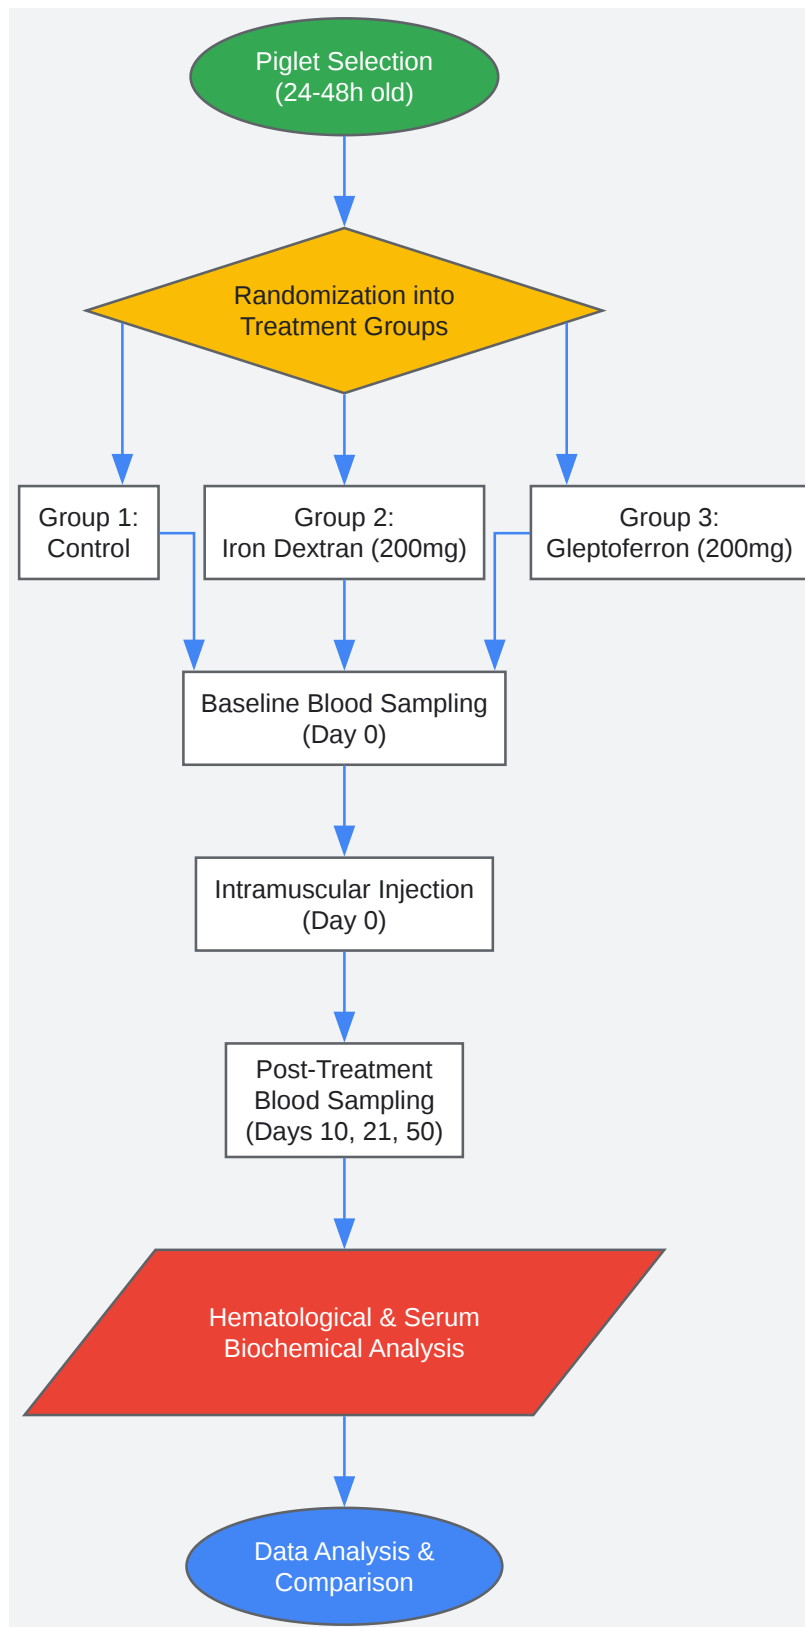 Piglet Selection
(24-48h old)
Randomization into
Treatment Groups
Group 1:
Control
Group 2:
Iron Dextran (200mg)
Group 3:
Gleptoferron (200mg)
Baseline Blood Sampling
(Day 0)
Intramuscular Injection
(Day 0)
Post-Treatment
Blood Sampling
(Days 10, 21, 50)
Hematological & Serum
Biochemical Analysis
Data Analysis &
Comparison